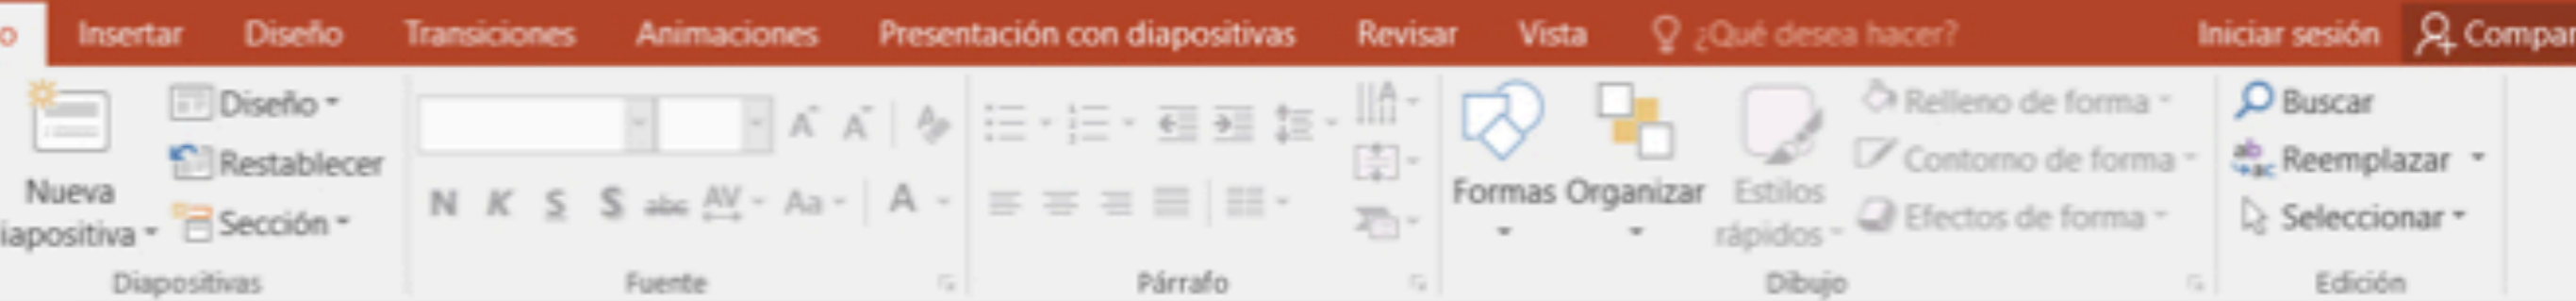 o Insertar Diseño Transiciones Animaciones Presentación con diapositivas Revisar Vista ¿Qué desea hacer? Iniciar sesión Compar
Nueva
iapositiva
Diseño
Restablecer
Sección
Diapositivas
N K S S abc AV Aa A
Fuente
Párrafo
Formas Organizar Estilos
rápidos
Relleno de forma
Contorno de forma
Efectos de forma
Dibujo
Buscar
Reemplazar
Seleccionar
Edición